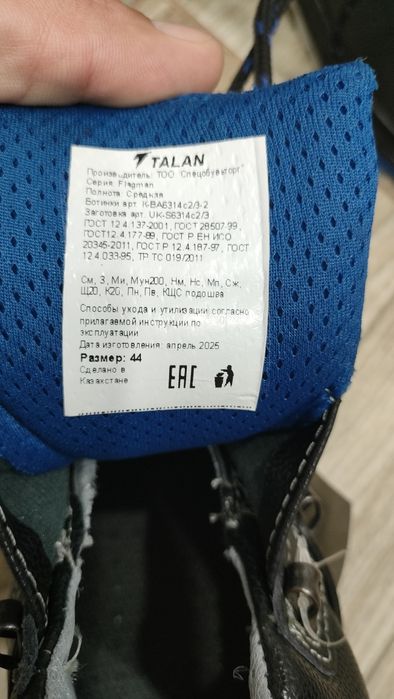 TALAN
Производитель: ТОО "Спецобувьторг"
Серия: Flagman
Полнота: Средняя
Ботинки арт. K-BA6314с2/3-2
Заготовка арт. UK-S6314с2/3
ГОСТ 12.4.137-2001, ГОСТ 28507-99,
ГОСТ12.4.177-89, ГОСТ Р ЕН ИСО
20345-2011, ГОСТ Р 12.4.187-97, ГОСТ
12.4.033-95, ТР ТС 019/2011
См, З, Ми, Мун200, Нм, Нс, Мп, Сж,
Щ20, К20, Пн, Пв, КЩС подошва
Способы ухода и утилизации согласно
прилагаемой инструкции по
эксплуатации
Дата изготовления: апрель 2025
Размер: 44
Сделано в
Казахстане
EAC